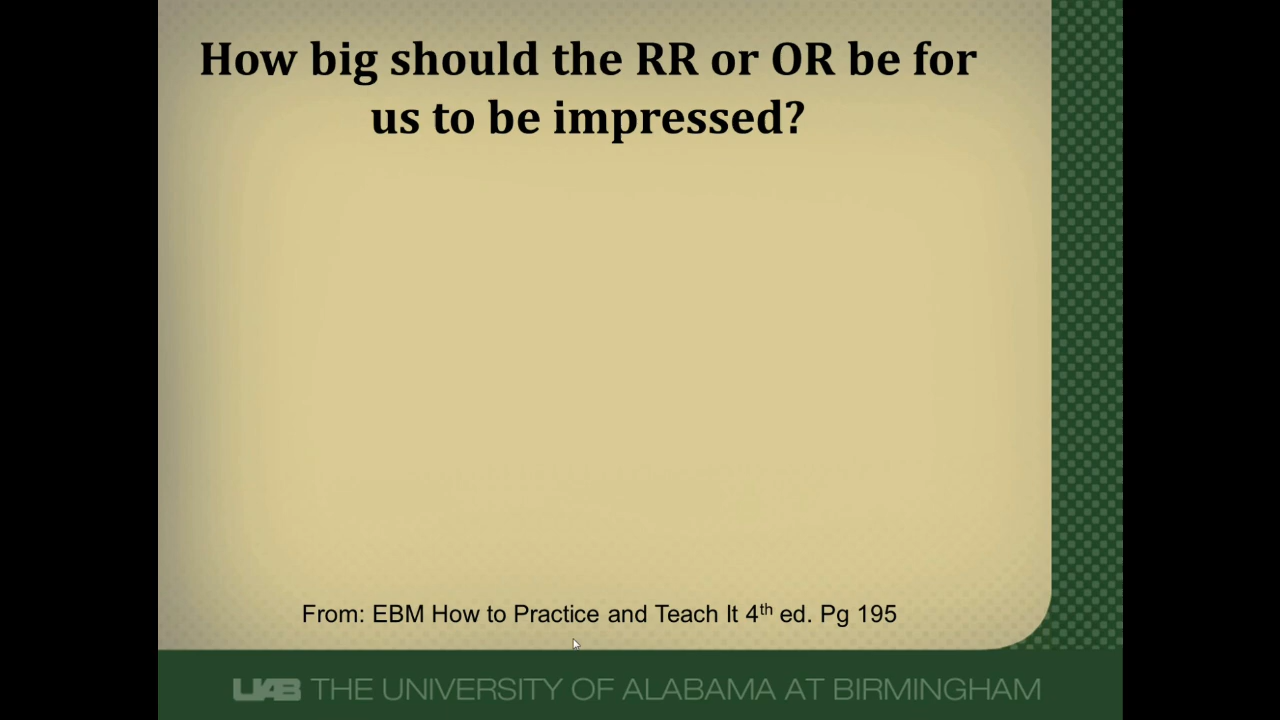 How big should the RR or OR be for
us to be impressed?
From: EBM How to Practice and Teach It 4th ed. Pg 195
UAB THE UNIVERSITY OF ALABAMA AT BIRMINGHAM